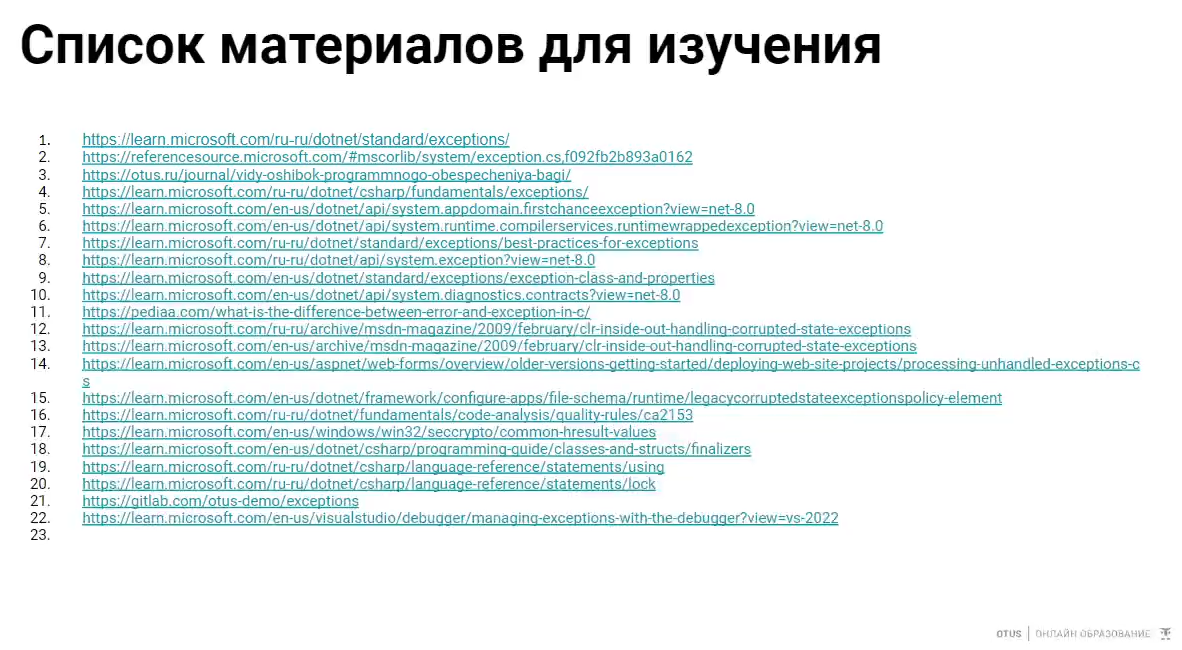 Список материалов для изучения
1. https://learn.microsoft.com/ru-ru/dotnet/standard/exceptions/
2. https://referencesource.microsoft.com/#mscorlib/system/exception.cs,f092fb2b893a0162
3. https://otus.ru/journal/vidy-oshibok-programmnogo-obespecheniya-bagi/
4. https://learn.microsoft.com/ru-ru/dotnet/csharp/fundamentals/exceptions/
5. https://learn.microsoft.com/en-us/dotnet/api/system.appdomain.firstchanceexception?view=net-8.0
6. https://learn.microsoft.com/en-us/dotnet/api/system.runtime.compilerservices.runtimewrappedexception?view=net-8.0
7. https://learn.microsoft.com/ru-ru/dotnet/standard/exceptions/best-practices-for-exceptions
8. https://learn.microsoft.com/ru-ru/dotnet/api/system.exception?view=net-8.0
9. https://learn.microsoft.com/en-us/dotnet/standard/exceptions/exception-class-and-properties
10. https://learn.microsoft.com/en-us/dotnet/api/system.diagnostics.contracts?view=net-8.0
11. https://pediaa.com/what-is-the-difference-between-error-and-exception-in-c/
12. https://learn.microsoft.com/ru-ru/archive/msdn-magazine/2009/february/clr-inside-out-handling-corrupted-state-exceptions
13. https://learn.microsoft.com/en-us/archive/msdn-magazine/2009/february/clr-inside-out-handling-corrupted-state-exceptions
14. https://learn.microsoft.com/en-us/aspnet/web-forms/overview/older-versions-getting-started/deploying-web-site-projects/processing-unhandled-exceptions-c
s
15. https://learn.microsoft.com/en-us/dotnet/framework/configure-apps/file-schema/runtime/legacycorruptedstateexceptionspolicy-element
16. https://learn.microsoft.com/ru-ru/dotnet/fundamentals/code-analysis/quality-rules/ca2153
17. https://learn.microsoft.com/en-us/windows/win32/seccrypto/common-hresult-values
18. https://learn.microsoft.com/en-us/dotnet/csharp/programming-guide/classes-and-structs/finalizers
19. https://learn.microsoft.com/ru-ru/dotnet/csharp/language-reference/statements/using
20. https://learn.microsoft.com/ru-ru/dotnet/csharp/language-reference/statements/lock
21. https://gitlab.com/otus-demo/exceptions
22. https://learn.microsoft.com/en-us/visualstudio/debugger/managing-exceptions-with-the-debugger?view=vs-2022
23.
OTUS | ОНЛАЙН ОБРАЗОВАНИЕ